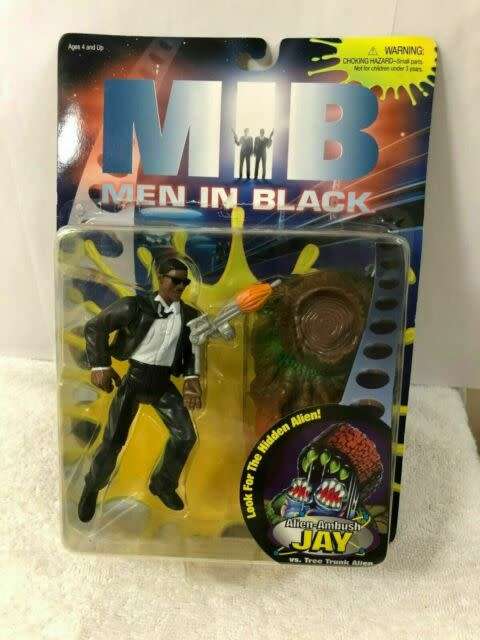 Ages 4 and Up
WARNING:
CHOKING HAZARD-Small parts.
Not for children under 3 years.
MIB
MEN IN BLACK
Look For The Hidden Alien!
Alien-Ambush
JAY
vs. Tree Trunk Alien